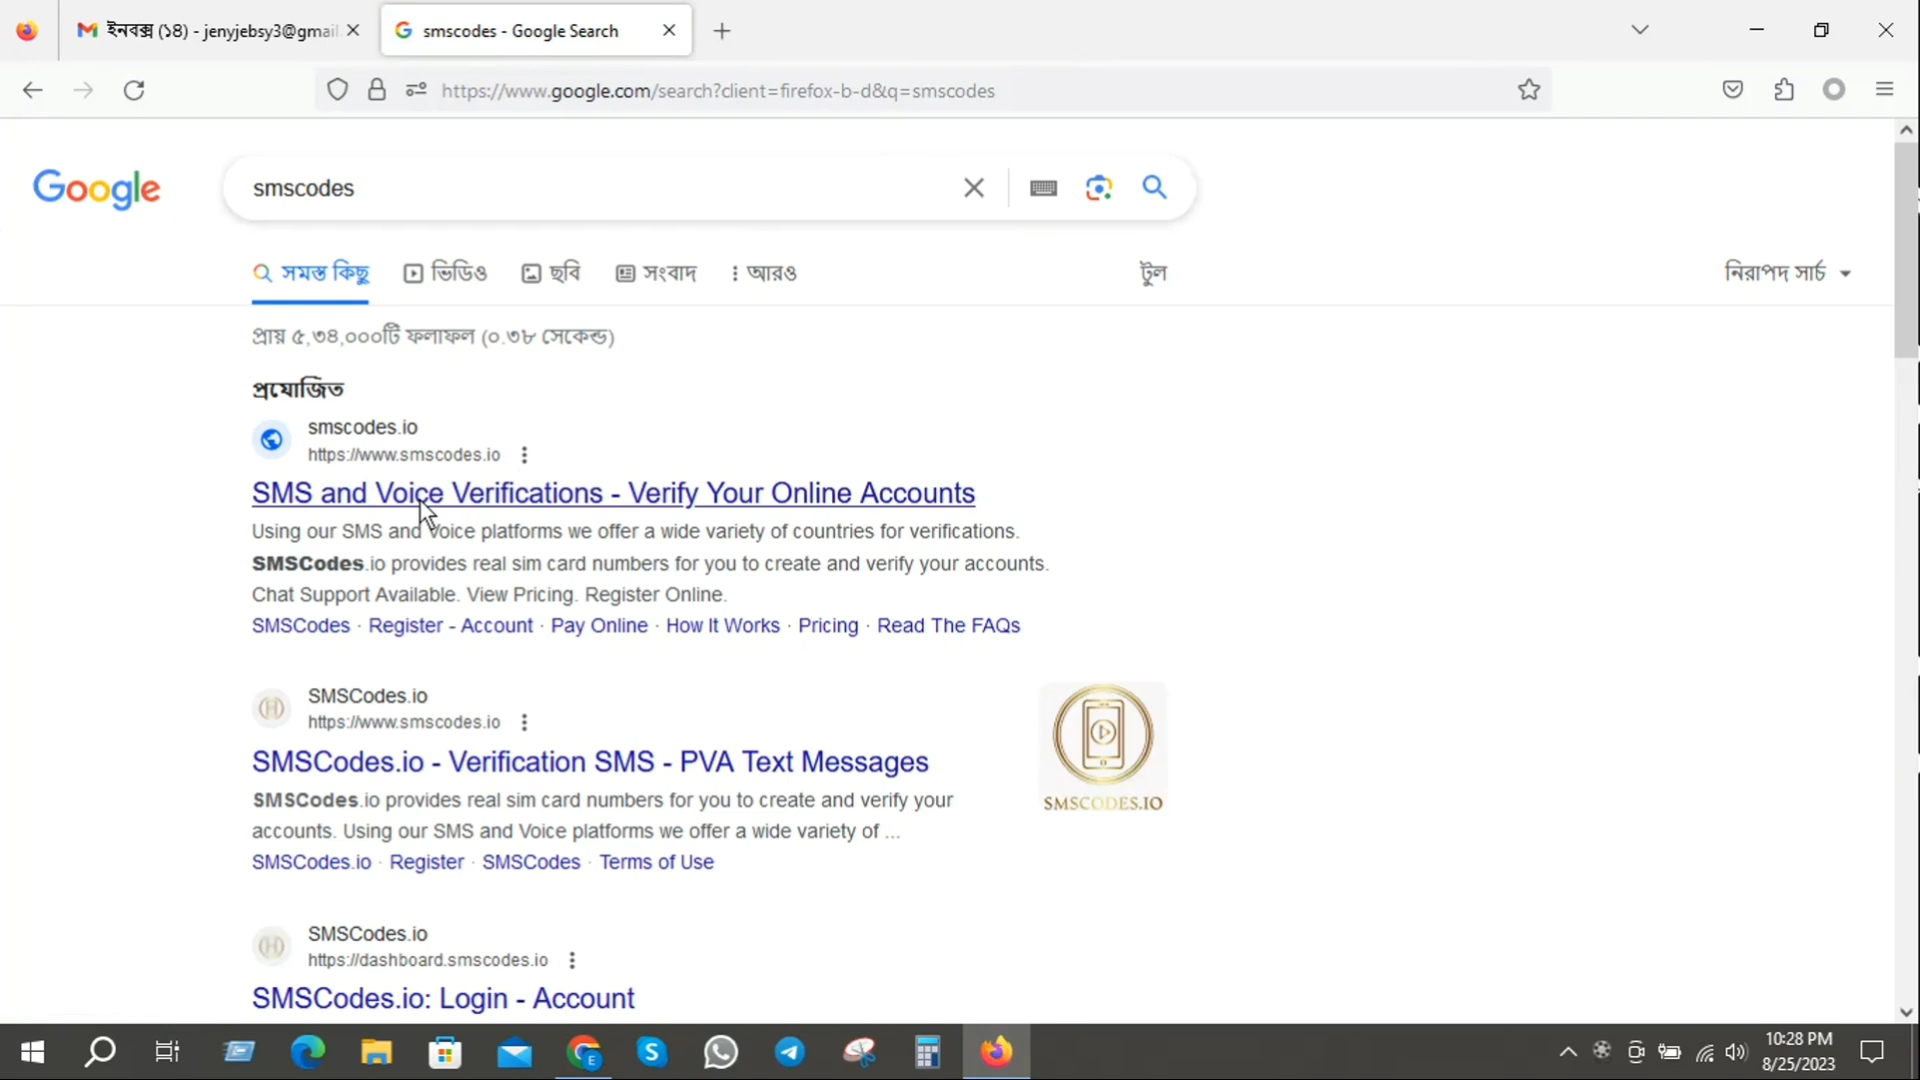 ইনবক্স (১৪) - jenyjebsy3@gmail
smscodes - Google Search
https://www.google.com/search?client=firefox-b-d&q=smscodes
Google
smscodes
সমস্ত কিছু
ভিডিও
ছবি
সংবাদ
আরও
টুল
নিরাপদ সার্চ
প্রায় ৫,৩৪,০০০টি ফলাফল (০.৩৮ সেকেন্ড)
প্রযোজিত
smscodes.io
https://www.smscodes.io
SMS and Voice Verifications - Verify Your Online Accounts
Using our SMS and Voice platforms we offer a wide variety of countries for verifications.
SMSCodes.io provides real sim card numbers for you to create and verify your accounts.
Chat Support Available. View Pricing. Register Online.
SMSCodes · Register - Account · Pay Online · How It Works · Pricing · Read The FAQs
SMSCodes.io
https://www.smscodes.io
SMSCodes.io - Verification SMS - PVA Text Messages
SMSCodes.io provides real sim card numbers for you to create and verify your
accounts. Using our SMS and Voice platforms we offer a wide variety of ...
SMSCodes.io · Register · SMSCodes · Terms of Use
SMSCODES.IO
SMSCodes.io
https://dashboard.smscodes.io
SMSCodes.io: Login - Account
10:28 PM
8/25/2023